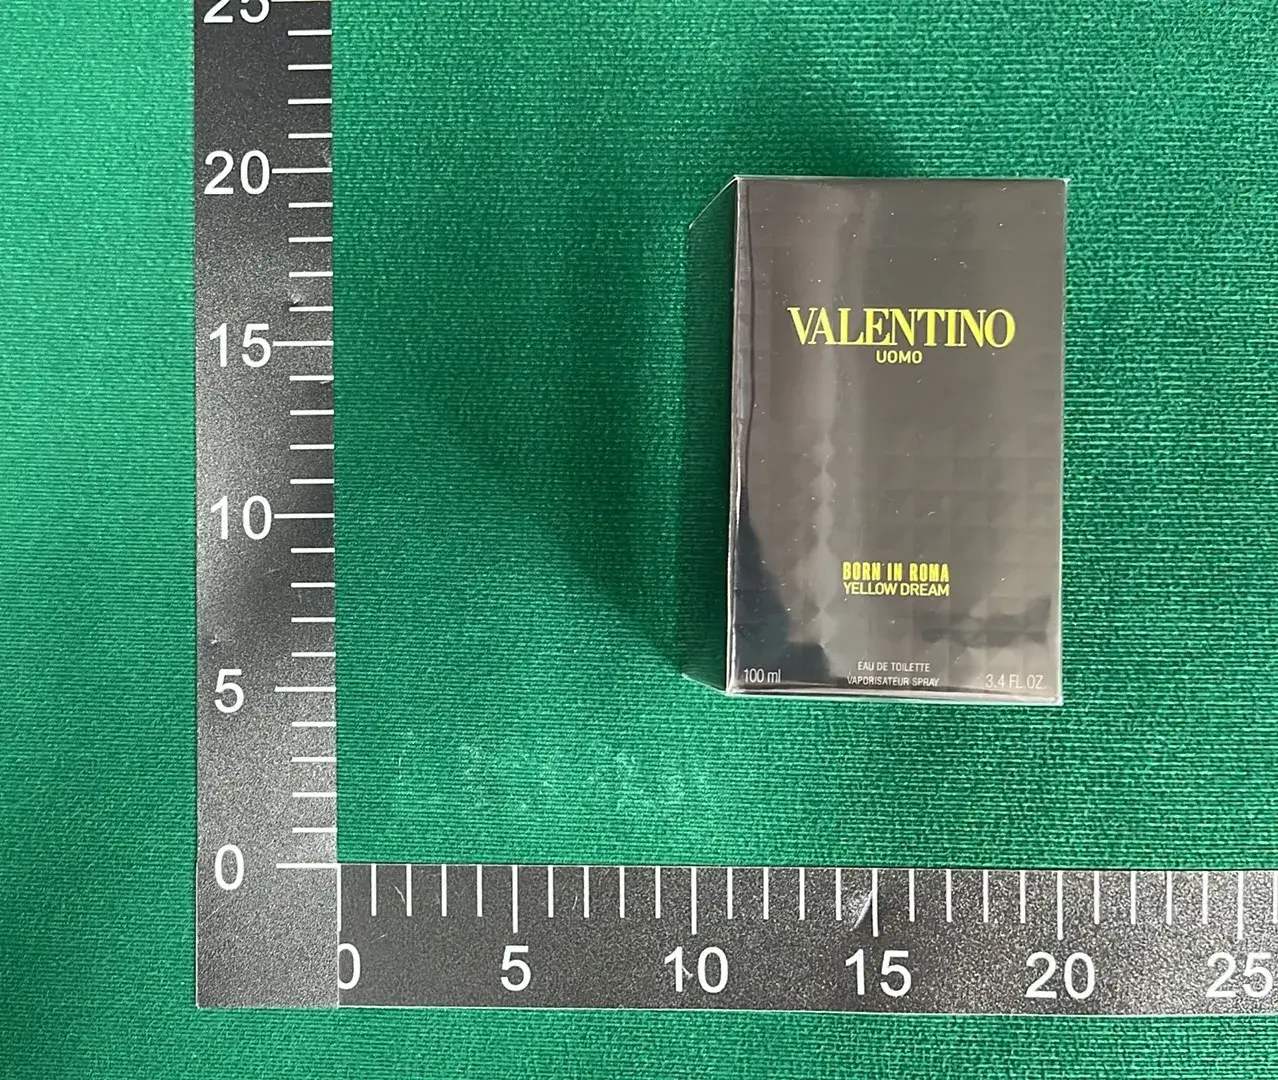 25
20
15
10
5
0
VALENTINO
UOMO
BORN IN ROMA
YELLOW DREAM
EAU DE TOILETTE
100 ml VAPORISATEUR SPRAY 3.4 FL.OZ.
0 5 10 15 20 25